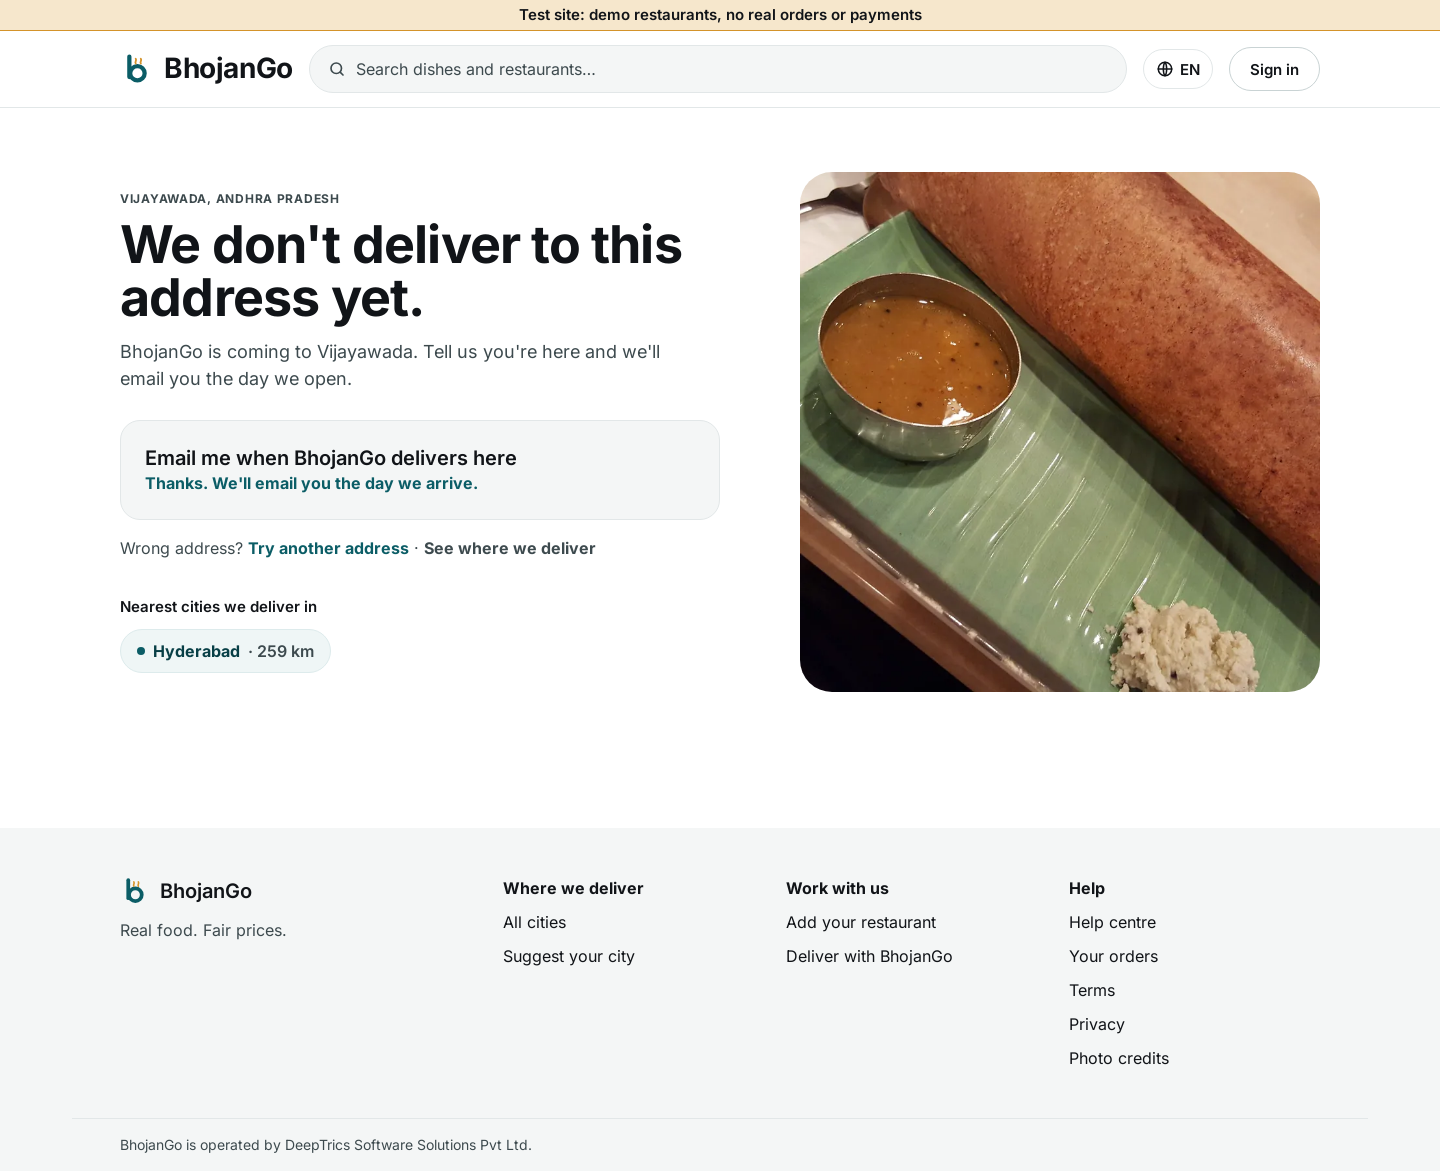 Test site: demo restaurants, no real orders or payments
BhojanGo
Search dishes and restaurants...
EN
Sign in
VIJAYAWADA, ANDHRA PRADESH
We don't deliver to this
address yet.
BhojanGo is coming to Vijayawada. Tell us you're here and we'll
email you the day we open.
Email me when BhojanGo delivers here
Thanks. We'll email you the day we arrive.
Wrong address? Try another address · See where we deliver
Nearest cities we deliver in
Hyderabad · 259 km
BhojanGo
Real food. Fair prices.
Where we deliver
All cities
Suggest your city
Work with us
Add your restaurant
Deliver with BhojanGo
Help
Help centre
Your orders
Terms
Privacy
Photo credits
BhojanGo is operated by DeepTrics Software Solutions Pvt Ltd.